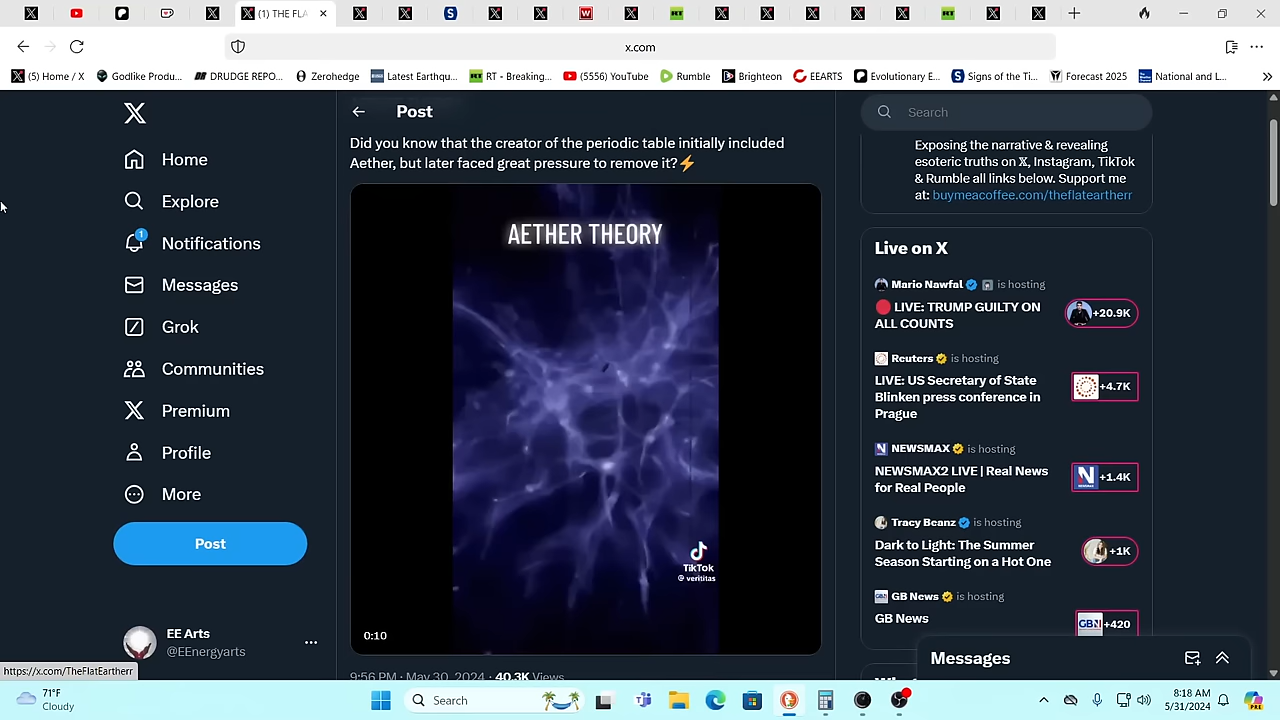 (1) THE FLA
x.com
(5) Home / X
Godlike Produ...
DRUDGE REPO...
Zerohedge
Latest Earthqu...
RT - Breaking...
(5556) YouTube
Rumble
Brighteon
EEARTS
Evolutionary E...
Signs of the Ti...
Forecast 2025
National and L...
Home
Explore
1
Notifications
Messages
Grok
Communities
Premium
Profile
More
Post
EE Arts
@EEnergyarts
https://x.com/TheFlatEartherr
Post
Did you know that the creator of the periodic table initially included
Aether, but later faced great pressure to remove it?⚡
AETHER THEORY
TikTok
@ verititas
0:10
9:56 PM · May 30, 2024 · 40.3K Views
Search
Exposing the narrative & revealing
esoteric truths on X, Instagram, TikTok
& Rumble all links below. Support me
at: buymeacoffee.com/theflateartherr
Live on X
Mario Nawfal is hosting
LIVE: TRUMP GUILTY ON
ALL COUNTS
+20.9K
Reuters is hosting
LIVE: US Secretary of State
Blinken press conference in
Prague
+4.7K
NEWSMAX is hosting
NEWSMAX2 LIVE | Real News
for Real People
+1.4K
Tracy Beanz is hosting
Dark to Light: The Summer
Season Starting on a Hot One
+1K
GB News is hosting
GB News
+420
Messages
71°F
Cloudy
Search
8:18 AM
5/31/2024